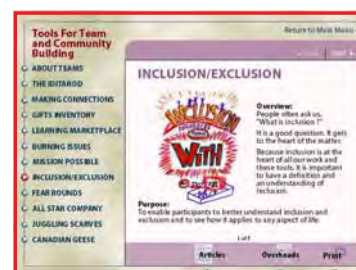 Tools For Team
and Community
Building
Return to Main Menu
ABOUT TEAMS
THE IDITAROD
MAKING CONNECTIONS
GIFTS INVENTORY
LEARNING MARKETPLACE
BURNING ISSUES
MISSION POSSIBLE
INCLUSION/EXCLUSION
FEAR ROUNDS
ALL STAR COMPANY
JUGGLING SCARVES
CANADIAN GEESE
INCLUSION/EXCLUSION
INCLUSION
WITH
Overview:
People often ask us,
"What is inclusion?"
It is a good question. It gets
to the heart of the matter.
Because inclusion is at the
heart of all our work and
these tools, it is important
to have a definition and
an understanding of
inclusion.
Purpose:
To enable participants to better understand inclusion and
exclusion and to see how it applies to any aspect of life.
1 of 1
Articles
Overheads
Print